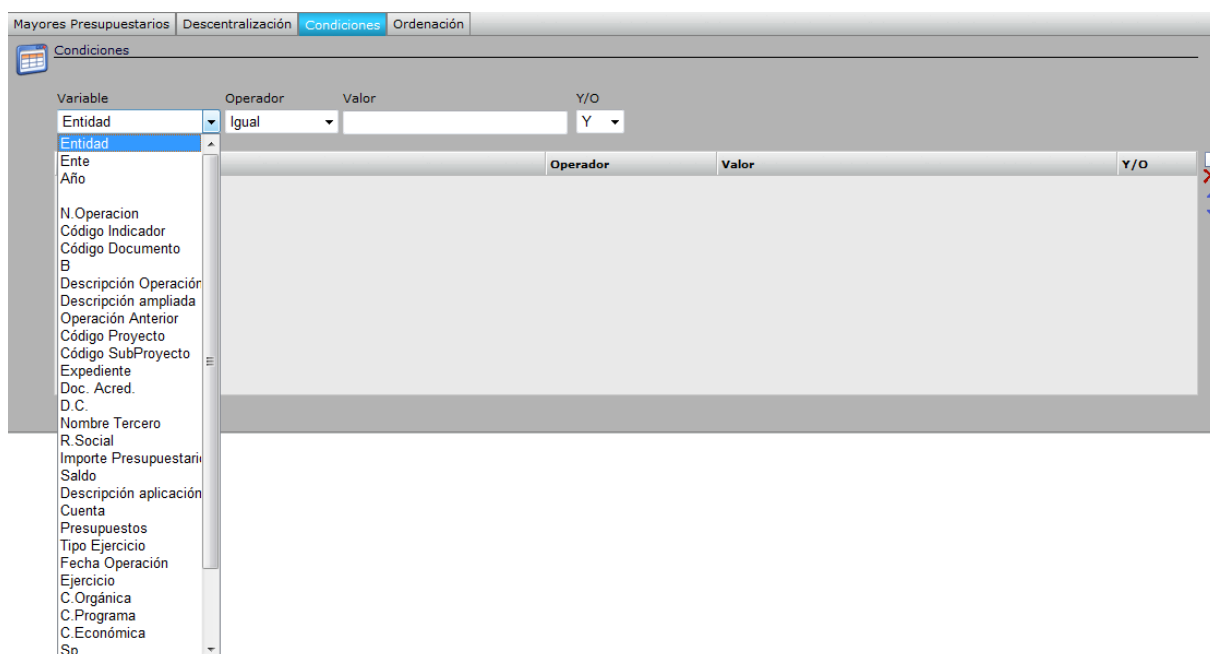 Mayores Presupuestarios Descentralización Condiciones Ordenación
Condiciones
Variable Operador Valor Y/O
Entidad Igual Y
Operador Valor Y/O
Entidad
Ente
Año
N.Operacion
Código Indicador
Código Documento
B
Descripción Operación
Descripción ampliada
Operación Anterior
Código Proyecto
Código SubProyecto
Expediente
Doc. Acred.
D.C.
Nombre Tercero
R.Social
Importe Presupuestari
Saldo
Descripción aplicación
Cuenta
Presupuestos
Tipo Ejercicio
Fecha Operación
Ejercicio
C.Orgánica
C.Programa
C.Económica
Sp